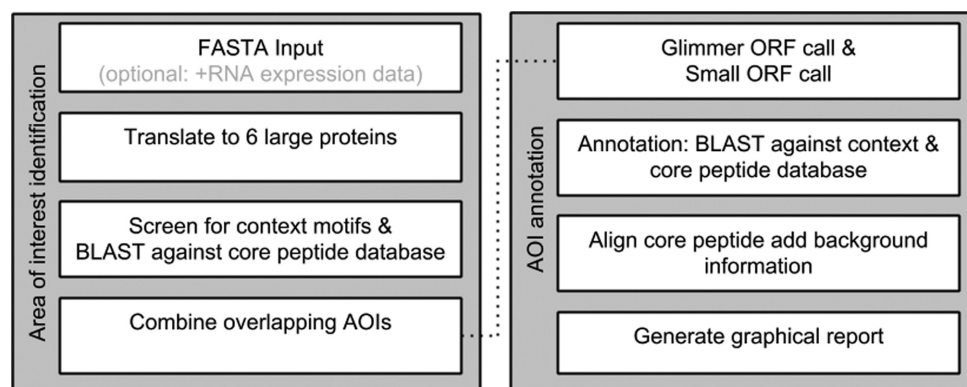 Area of interest identification
FASTA Input
(optional: +RNA expression data)
Translate to 6 large proteins
Screen for context motifs &
BLAST against core peptide database
Combine overlapping AOIs
AOI annotation
Glimmer ORF call &
Small ORF call
Annotation: BLAST against context &
core peptide database
Align core peptide add background
information
Generate graphical report